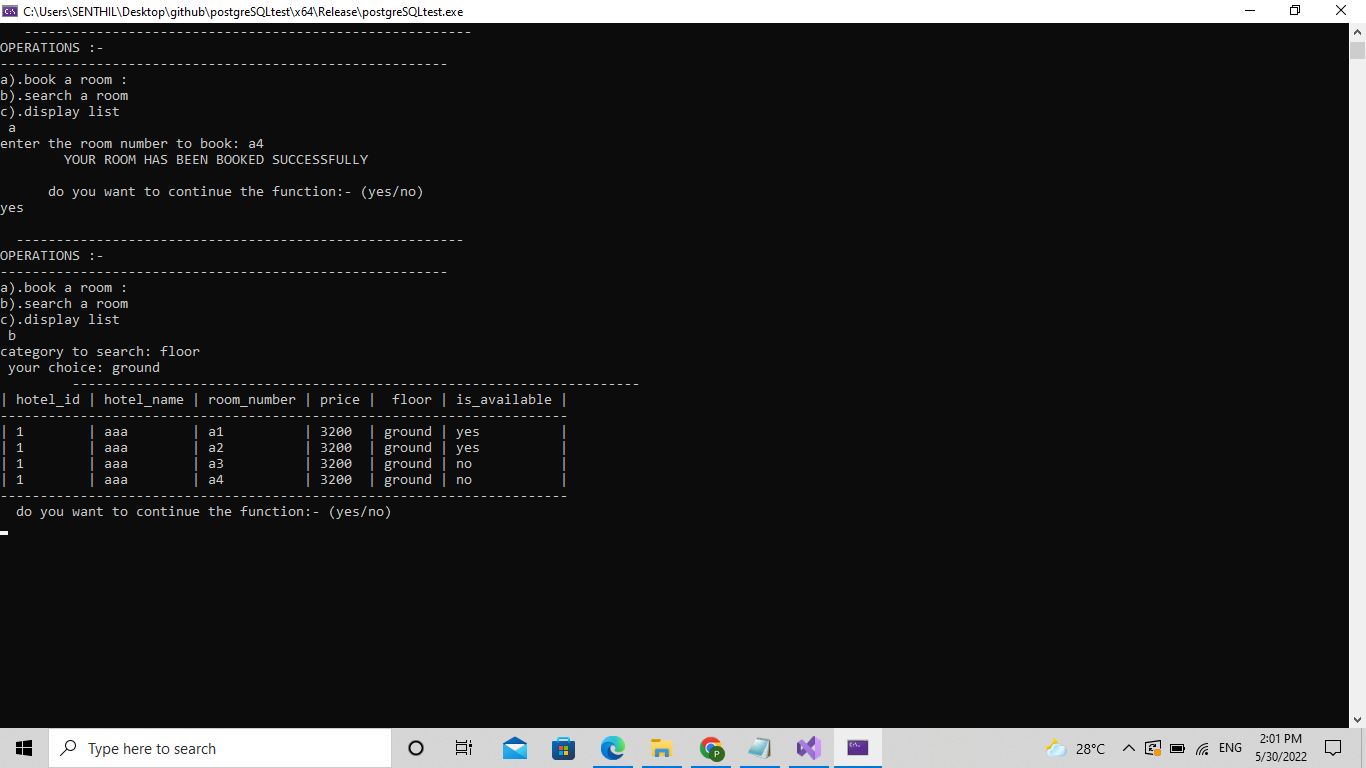 C:\Users\SENTHIL\Desktop\github\postgreSQLtest\x64\Release\postgreSQLtest.exe
--------------------------------------------------------
OPERATIONS :-
--------------------------------------------------------
a).book a room :
b).search a room
c).display list
a
enter the room number to book: a4
YOUR ROOM HAS BEEN BOOKED SUCCESSFULLY
do you want to continue the function:- (yes/no)
yes
--------------------------------------------------------
OPERATIONS :-
--------------------------------------------------------
a).book a room :
b).search a room
c).display list
b
category to search: floor
your choice: ground
-----------------------------------------------------------------------
| hotel_id | hotel_name | room_number | price |  floor | is_available |
-----------------------------------------------------------------------
| 1        | aaa        | a1          | 3200  | ground | yes          |
| 1        | aaa        | a2          | 3200  | ground | yes          |
| 1        | aaa        | a3          | 3200  | ground | no           |
| 1        | aaa        | a4          | 3200  | ground | no           |
-----------------------------------------------------------------------
do you want to continue the function:- (yes/no)
Type here to search
28°C
ENG
2:01 PM
5/30/2022